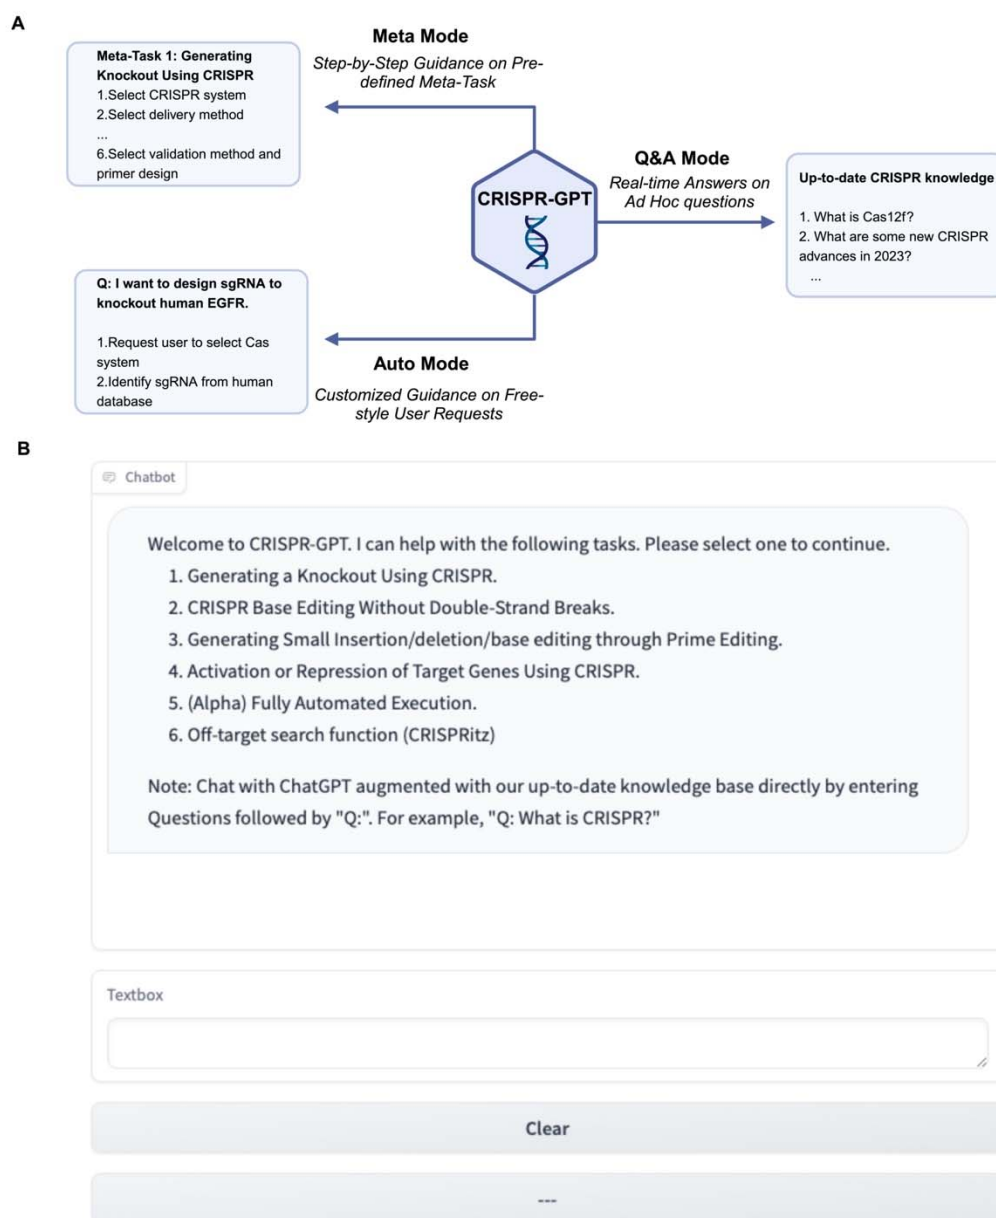 A
Meta-Task 1: Generating
Knockout Using CRISPR
1.Select CRISPR system
2.Select delivery method
...
6.Select validation method and
primer design
Meta Mode
Step-by-Step Guidance on Pre-
defined Meta-Task
CRISPR-GPT
Q&A Mode
Real-time Answers on
Ad Hoc questions
Up-to-date CRISPR knowledge
1. What is Cas12f?
2. What are some new CRISPR
advances in 2023?
...
Q: I want to design sgRNA to
knockout human EGFR.
1.Request user to select Cas
system
2.Identify sgRNA from human
database
Auto Mode
Customized Guidance on Free-
style User Requests
B
Chatbot
Welcome to CRISPR-GPT. I can help with the following tasks. Please select one to continue.
1. Generating a Knockout Using CRISPR.
2. CRISPR Base Editing Without Double-Strand Breaks.
3. Generating Small Insertion/deletion/base editing through Prime Editing.
4. Activation or Repression of Target Genes Using CRISPR.
5. (Alpha) Fully Automated Execution.
6. Off-target search function (CRISPRitz)
Note: Chat with ChatGPT augmented with our up-to-date knowledge base directly by entering
Questions followed by "Q:". For example, "Q: What is CRISPR?"
Textbox
Clear
---